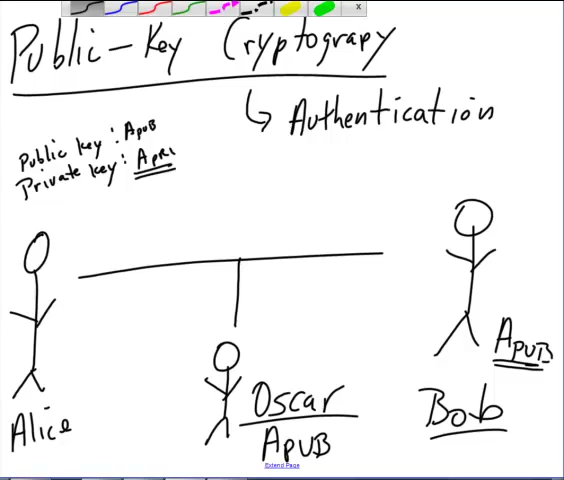 Public-Key Cryptograpy
↳ Authentication
Public key: APUB
Private key: APRI
APUB
Oscar
Bob
Alice
APUB
Extend Page
x